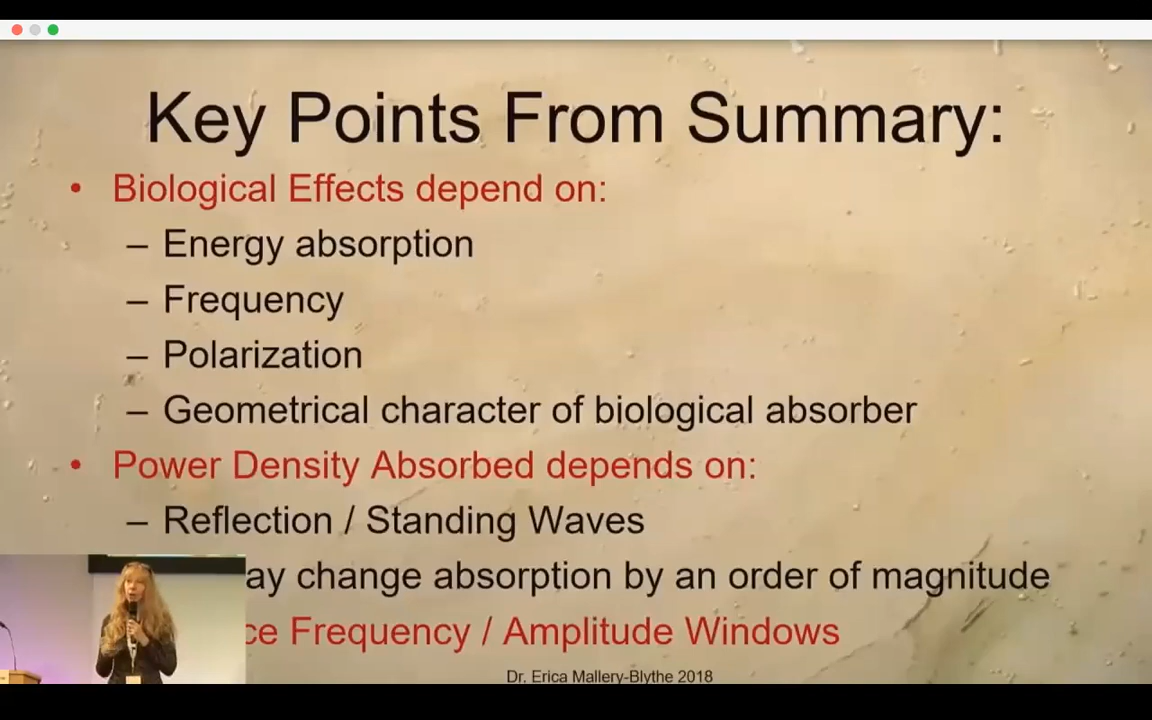 Key Points From Summary:
• Biological Effects depend on:
– Energy absorption
– Frequency
– Polarization
– Geometrical character of biological absorber
• Power Density Absorbed depends on:
– Reflection / Standing Waves
change absorption by an order of magnitude
Frequency / Amplitude Windows
Dr. Erica Mallery-Blythe 2018